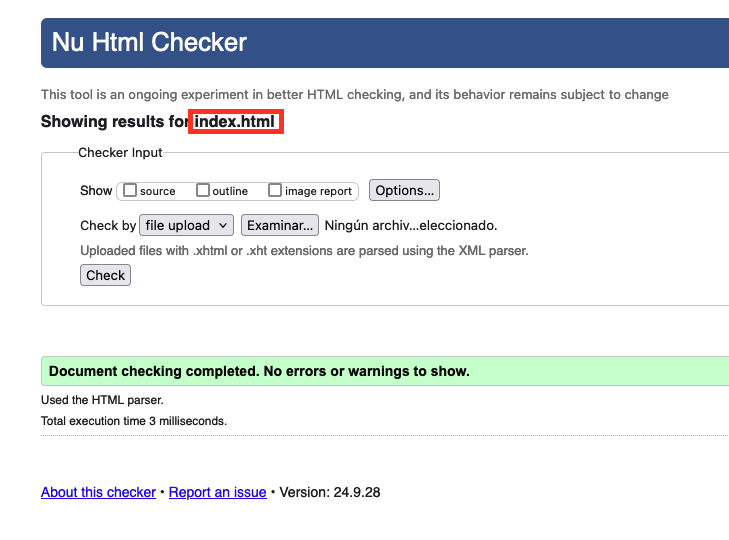 Nu Html Checker
This tool is an ongoing experiment in better HTML checking, and its behavior remains subject to change
Showing results for index.html
Checker Input
Show source outline image report Options...
Check by file upload Examinar... Ningún archiv...eleccionado.
Uploaded files with .xhtml or .xht extensions are parsed using the XML parser.
Check
Document checking completed. No errors or warnings to show.
Used the HTML parser.
Total execution time 3 milliseconds.
About this checker • Report an issue • Version: 24.9.28